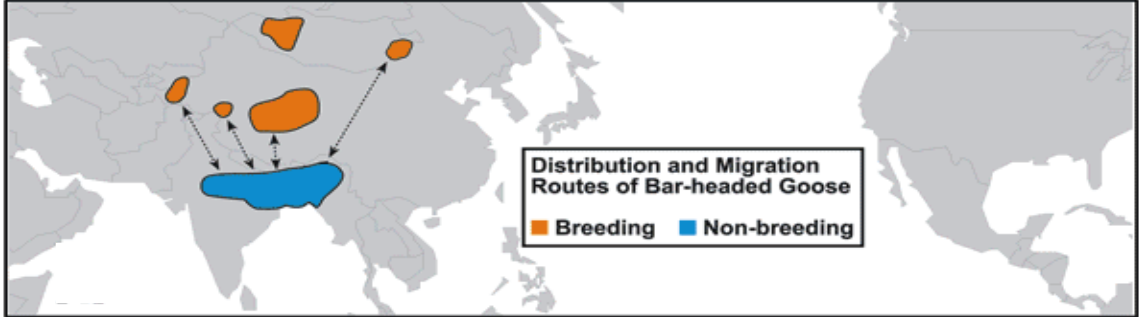 Distribution and Migration
Routes of Bar-headed Goose
Breeding Non-breeding